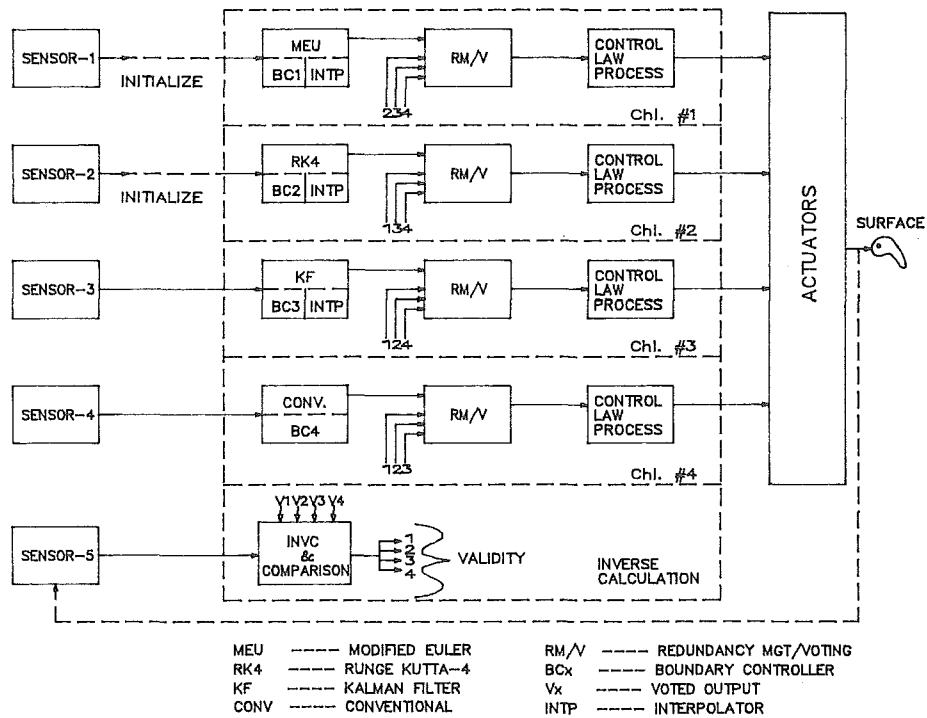 SENSOR-1
INITIALIZE
MEU
BC1 INTP
RM/V
234
CONTROL
LAW
PROCESS
Chl. #1
SENSOR-2
INITIALIZE
RK4
BC2 INTP
RM/V
134
CONTROL
LAW
PROCESS
Chl. #2
SENSOR-3
KF
BC3 INTP
RM/V
124
CONTROL
LAW
PROCESS
Chl. #3
SENSOR-4
CONV.
BC4
RM/V
123
CONTROL
LAW
PROCESS
Chl. #4
ACTUATORS
SURFACE
SENSOR-5
V1 V2 V3 V4
INVC
&
COMPARISON
1
2
3
4
VALIDITY
INVERSE
CALCULATION
MEU ---- MODIFIED EULER
RK4 ---- RUNGE KUTTA-4
KF ---- KALMAN FILTER
CONV ---- CONVENTIONAL
RM/V ---- REDUNDANCY MGT/VOTING
BCx ---- BOUNDARY CONTROLLER
Vx ---- VOTED OUTPUT
INTP ---- INTERPOLATOR